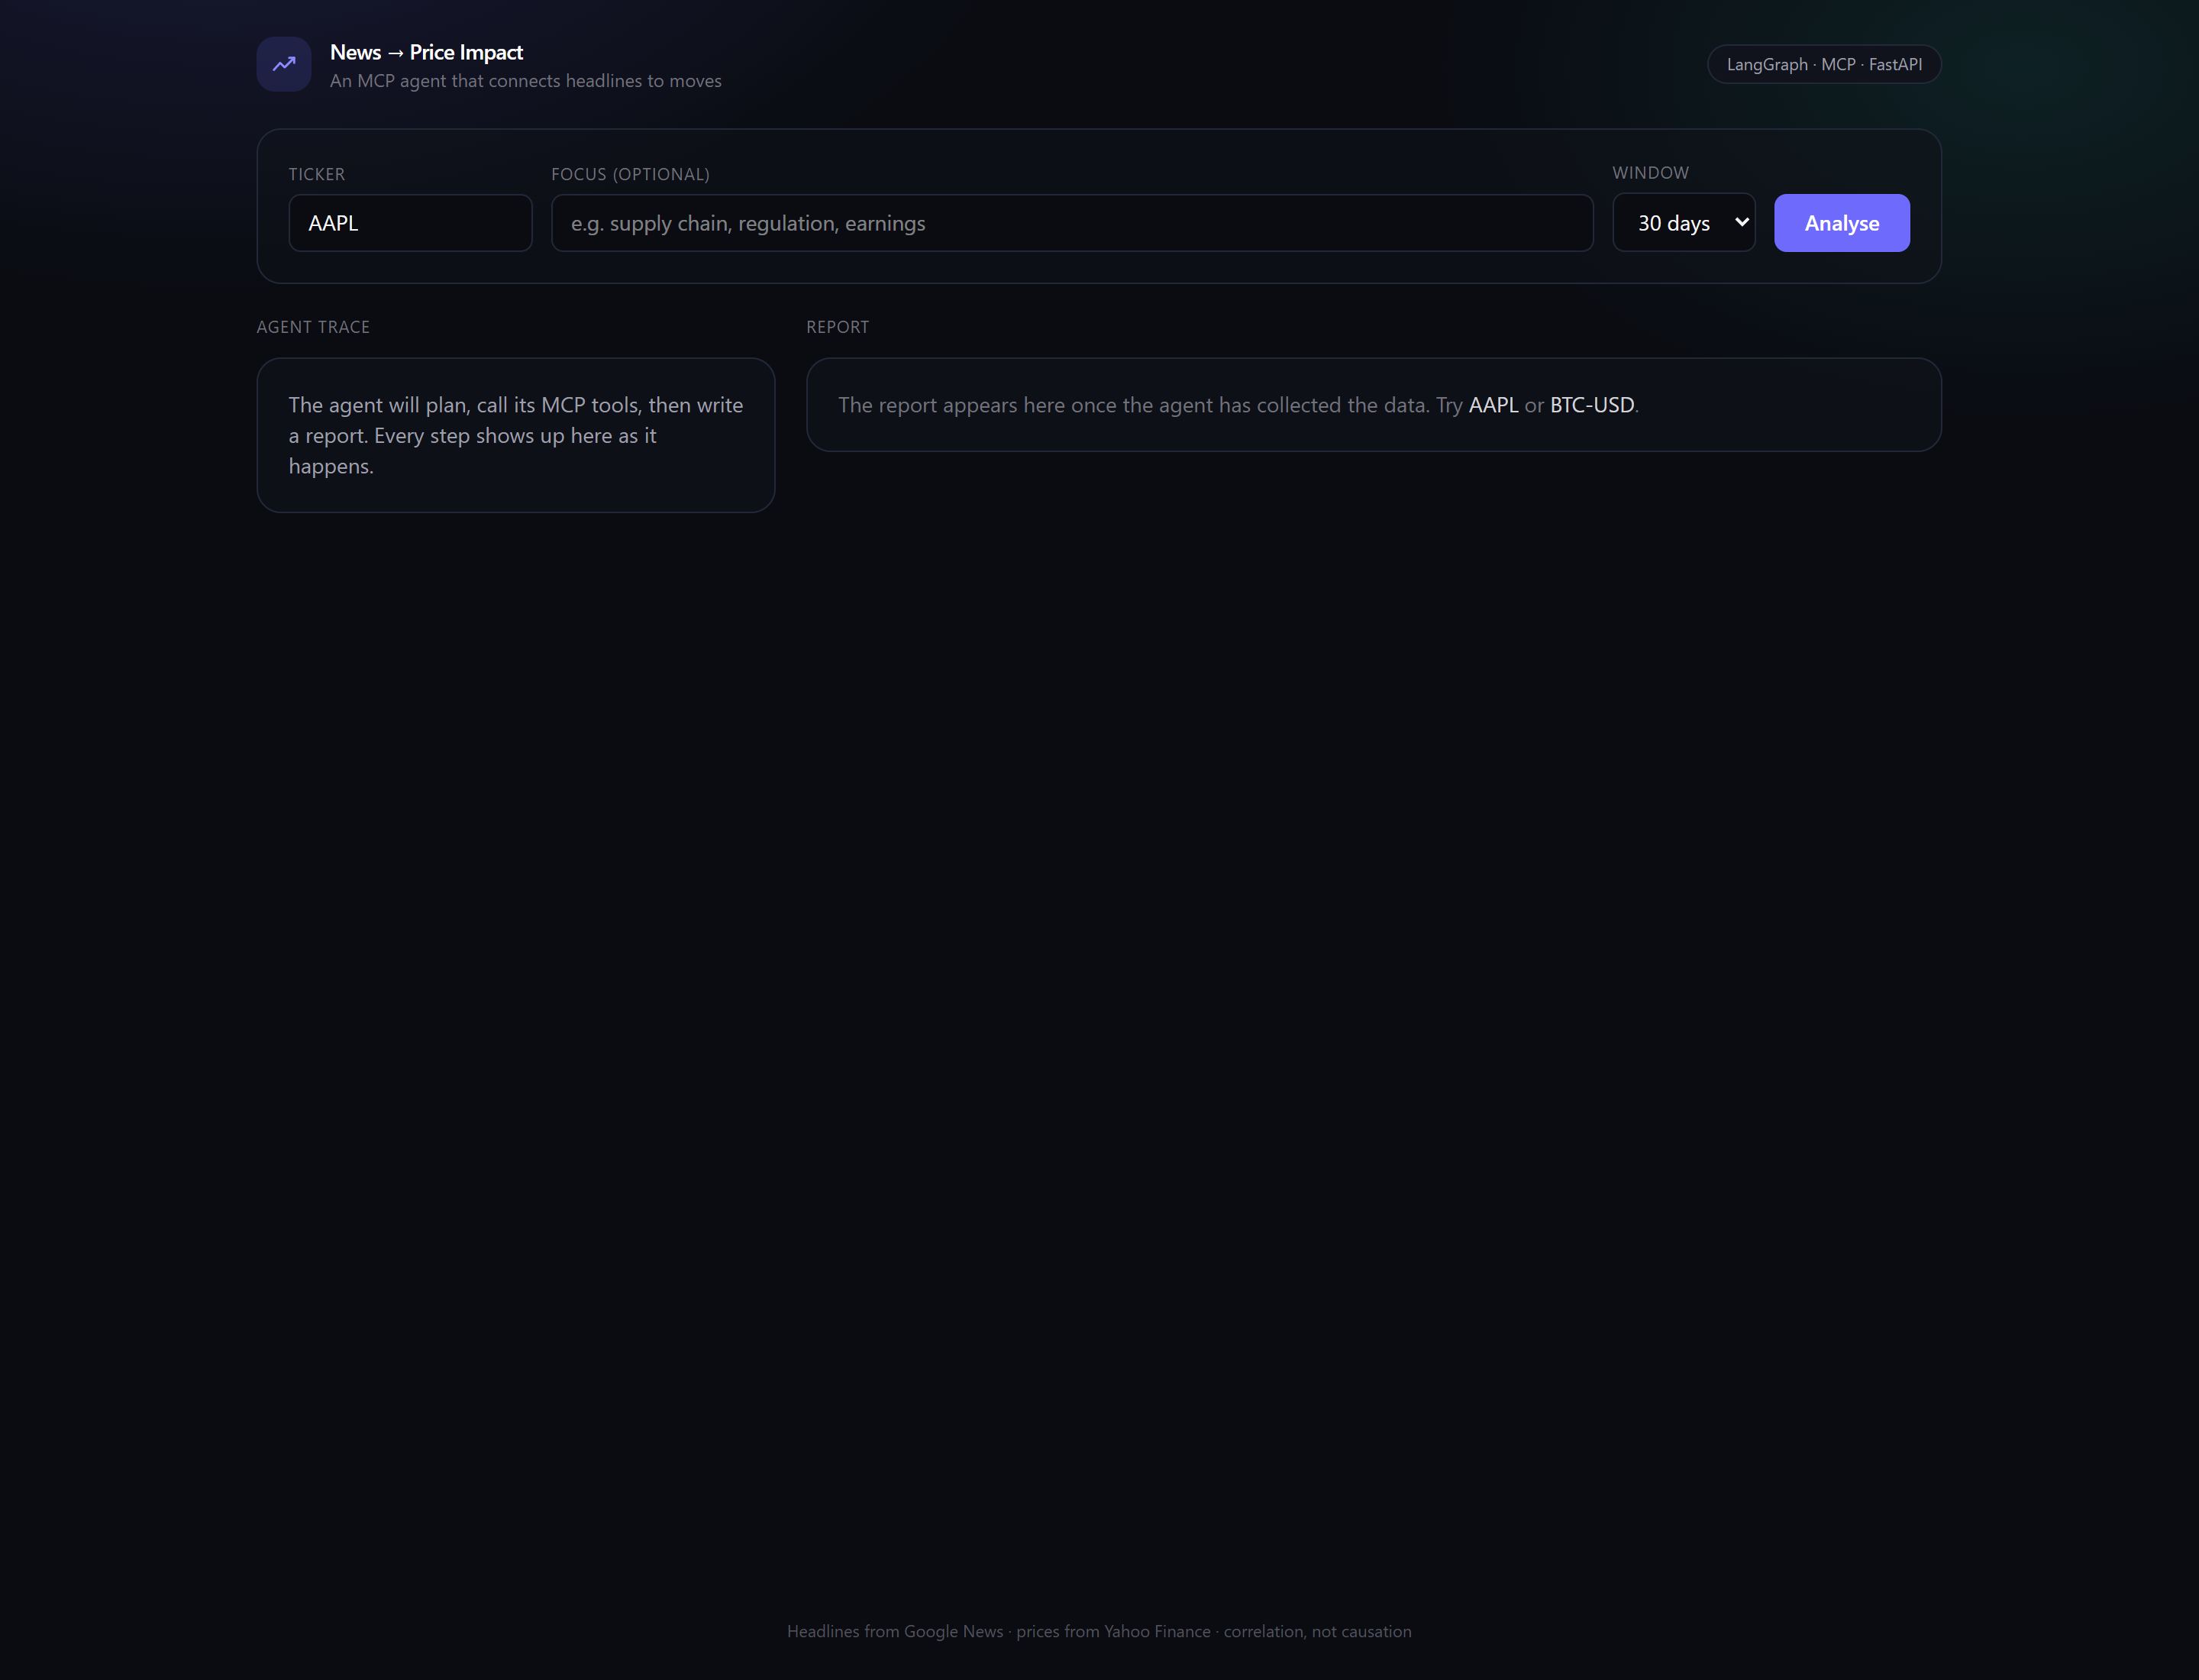 News → Price Impact
An MCP agent that connects headlines to moves
LangGraph · MCP · FastAPI
TICKER
FOCUS (OPTIONAL)
WINDOW
AAPL
e.g. supply chain, regulation, earnings
30 days
Analyse
AGENT TRACE
The agent will plan, call its MCP tools, then write
a report. Every step shows up here as it
happens.
REPORT
The report appears here once the agent has collected the data. Try AAPL or BTC-USD.
Headlines from Google News · prices from Yahoo Finance · correlation, not causation